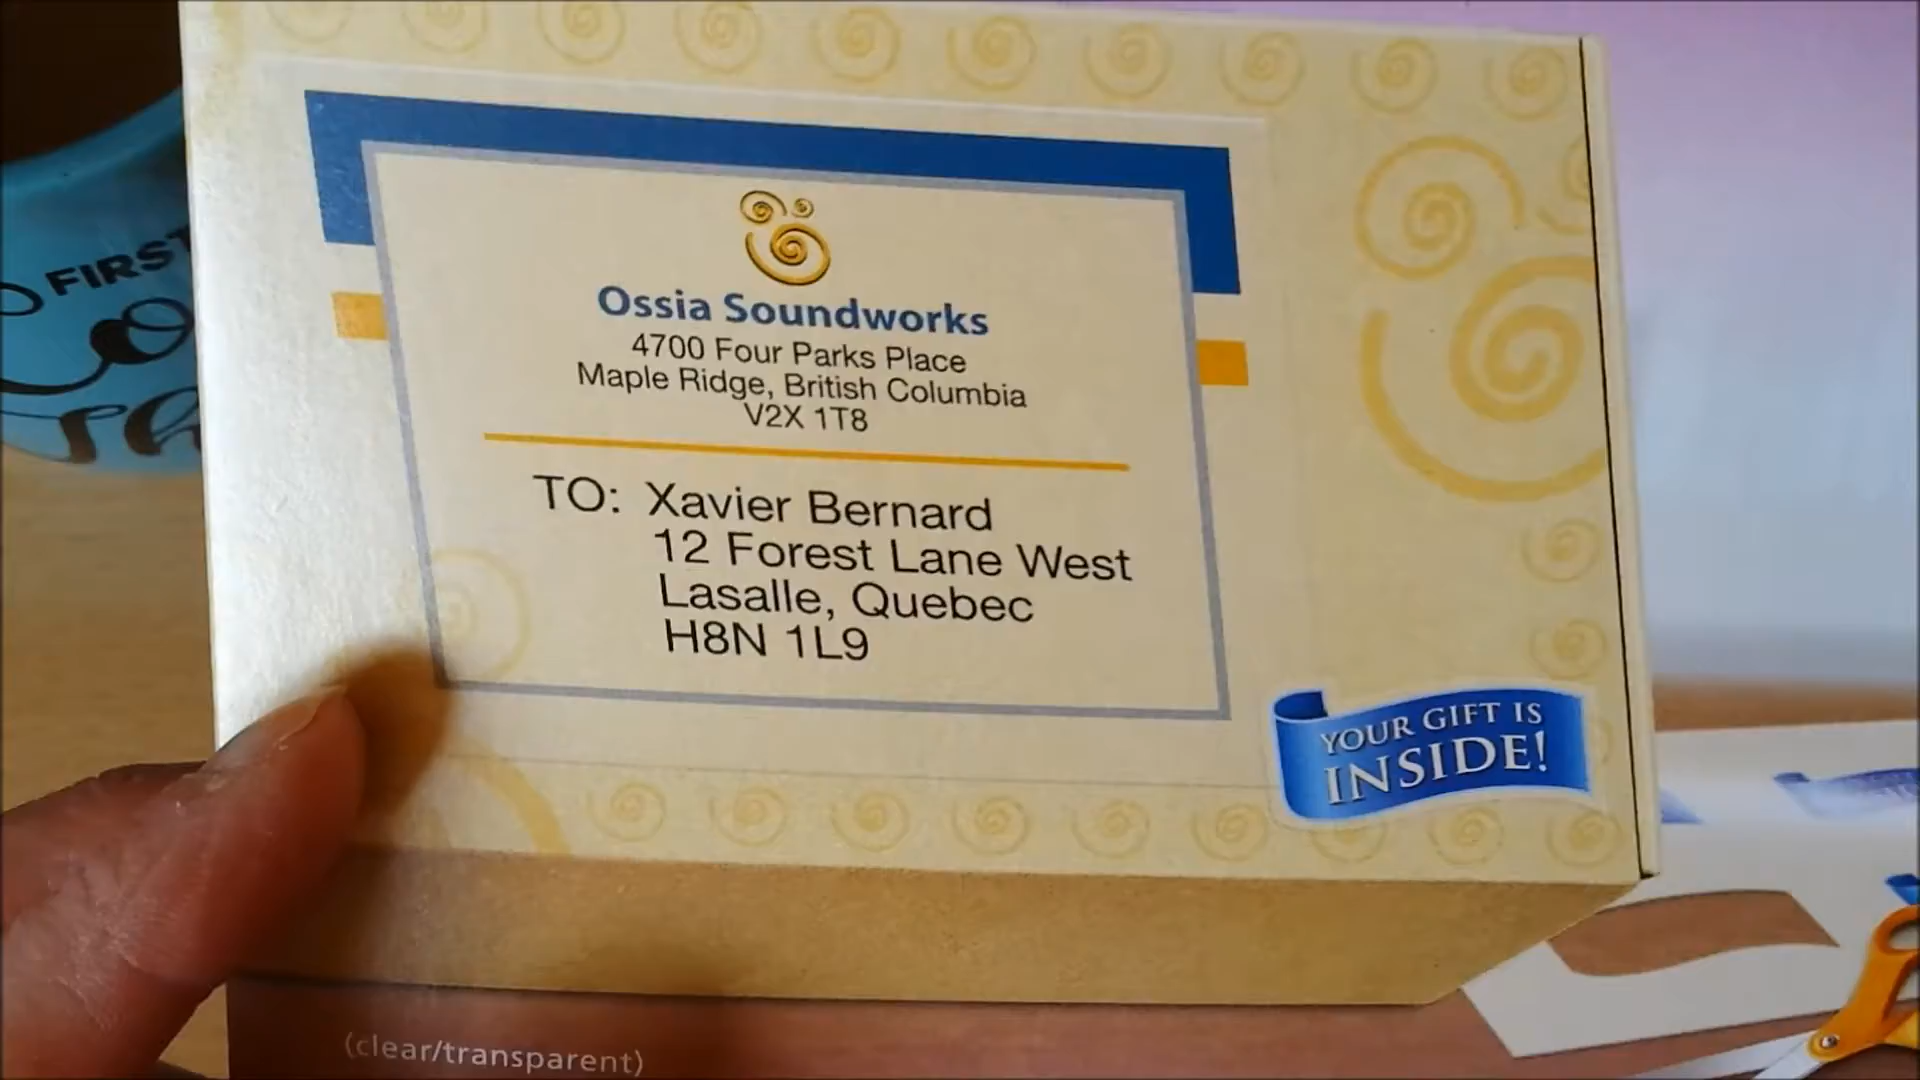 FIRST
Ossia Soundworks
4700 Four Parks Place
Maple Ridge, British Columbia
V2X 1T8
TO: Xavier Bernard
12 Forest Lane West
Lasalle, Quebec
H8N 1L9
YOUR GIFT IS
INSIDE!
(clear/transparent)